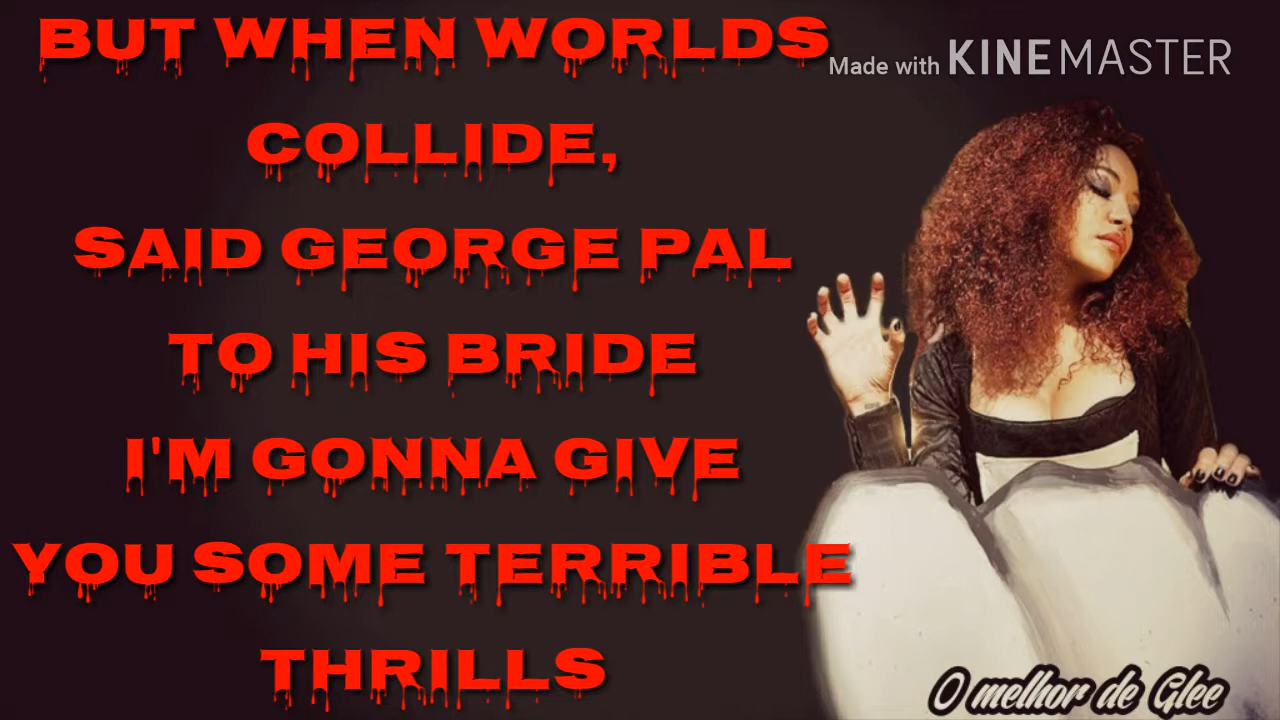 BUT WHEN WORLDS
COLLIDE,
SAID GEORGE PAL
TO HIS BRIDE
I'M GONNA GIVE
YOU SOME TERRIBLE
THRILLS
Made with KINEMASTER
O melhor de Glee